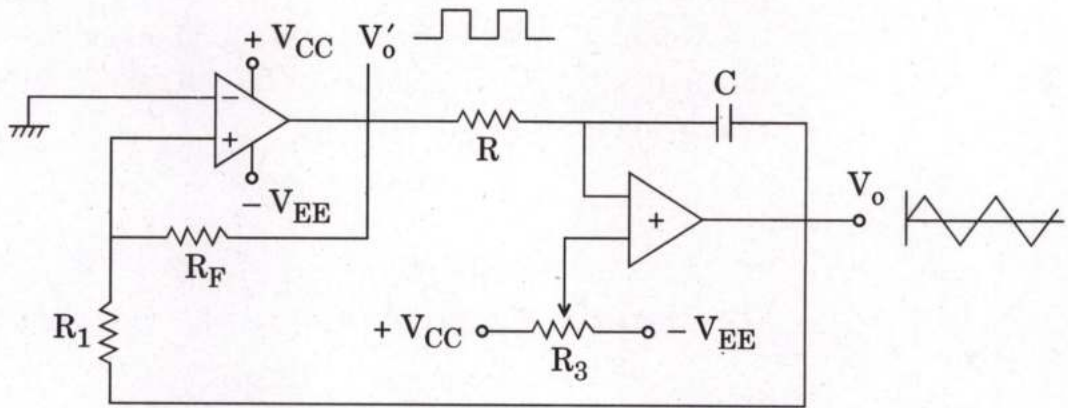 + V_CC
V′_o
−
+
− V_EE
R_F
R_1
R
C
+
V_o
+ V_CC
R_3
− V_EE